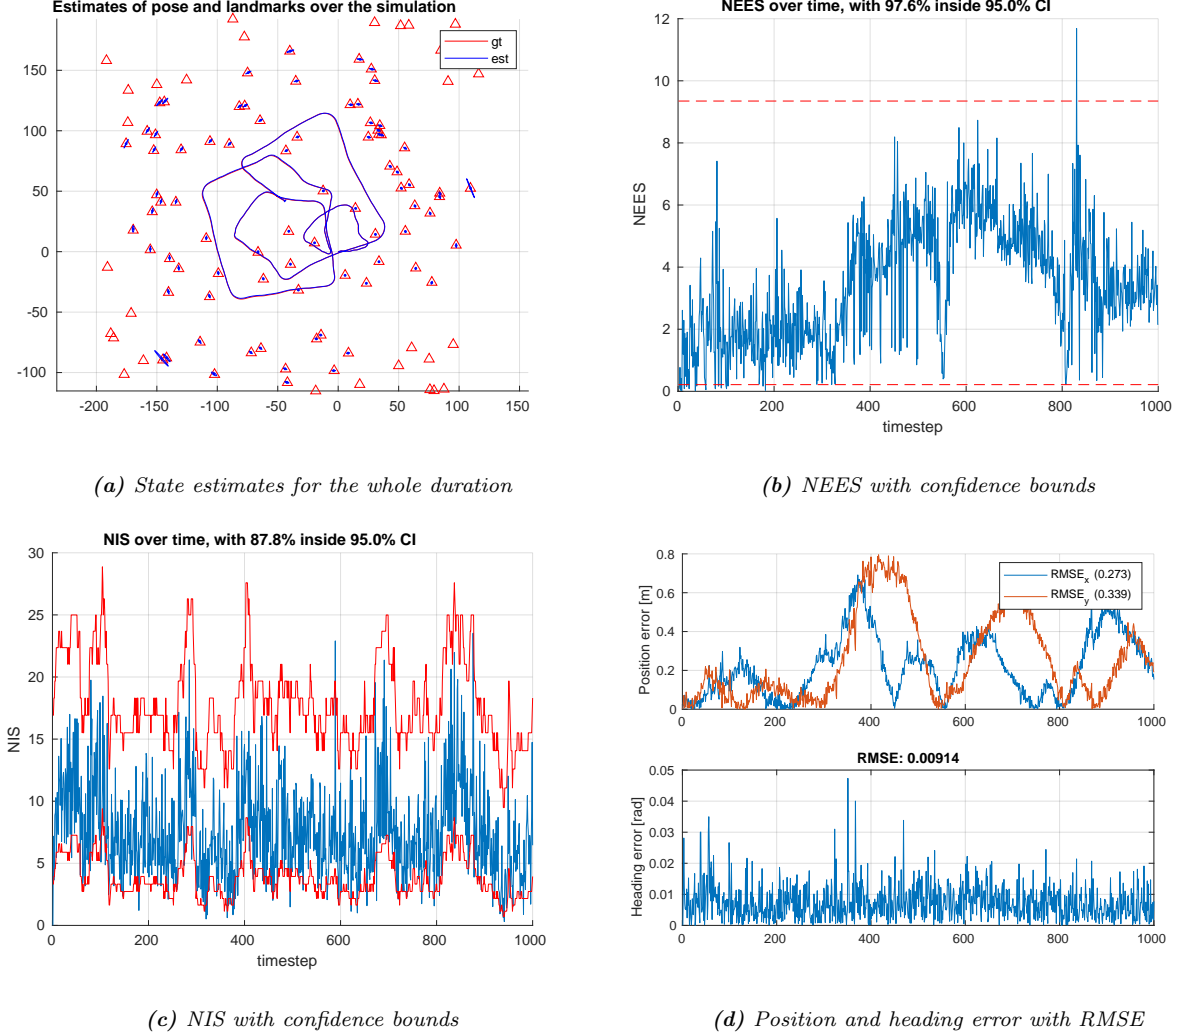 Estimates of pose and landmarks over the simulation
gt
est
150
100
50
0
-50
-100
-200 -150 -100 -50 0 50 100 150
(a) State estimates for the whole duration
NEES over time, with 97.6% inside 95.0% CI
12
10
8
6
4
2
0
NEES
0 200 400 600 800 1000
timestep
(b) NEES with confidence bounds
NIS over time, with 87.8% inside 95.0% CI
30
25
20
15
10
5
0
NIS
0 200 400 600 800 1000
timestep
(c) NIS with confidence bounds
0.8
0.6
0.4
0.2
0
Position error [m]
RMSEx (0.273)
RMSEy (0.339)
0 200 400 600 800 1000
RMSE: 0.00914
0.05
0.04
0.03
0.02
0.01
0
Heading error [rad]
0 200 400 600 800 1000
(d) Position and heading error with RMSE